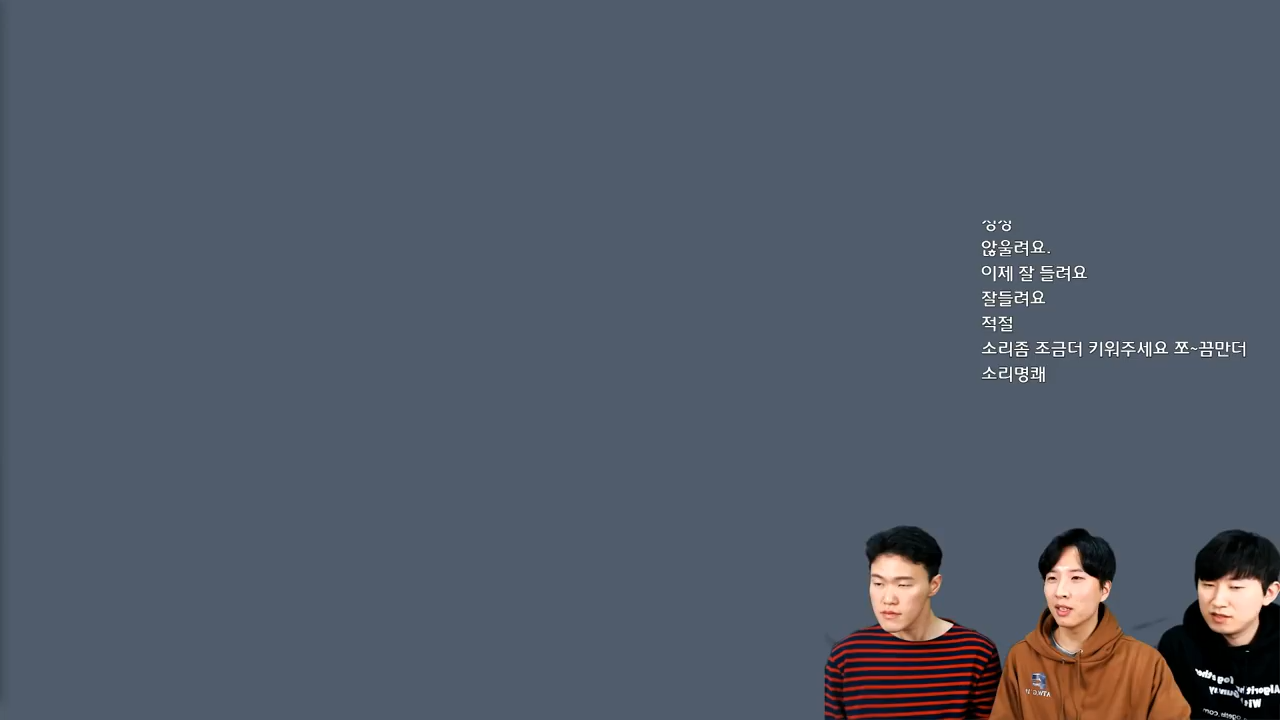 않울려요.
이제 잘 들려요
잘들려요
적절
소리좀 조금더 키워주세요 쪼~끔만더
소리명쾌